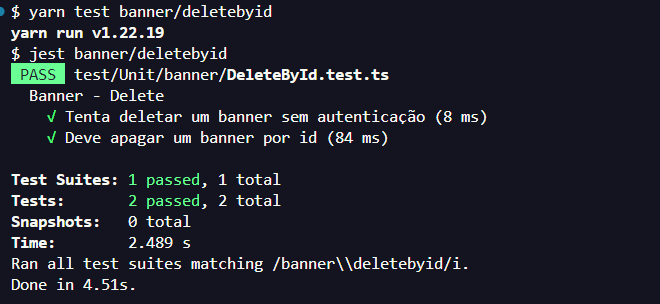 $ yarn test banner/deletebyid
yarn run v1.22.19
$ jest banner/deletebyid
PASS test/Unit/banner/DeleteById.test.ts
Banner - Delete
√ Tenta deletar um banner sem autenticação (8 ms)
√ Deve apagar um banner por id (84 ms)
Test Suites: 1 passed, 1 total
Tests: 2 passed, 2 total
Snapshots: 0 total
Time: 2.489 s
Ran all test suites matching /banner\\deletebyid/i.
Done in 4.51s.